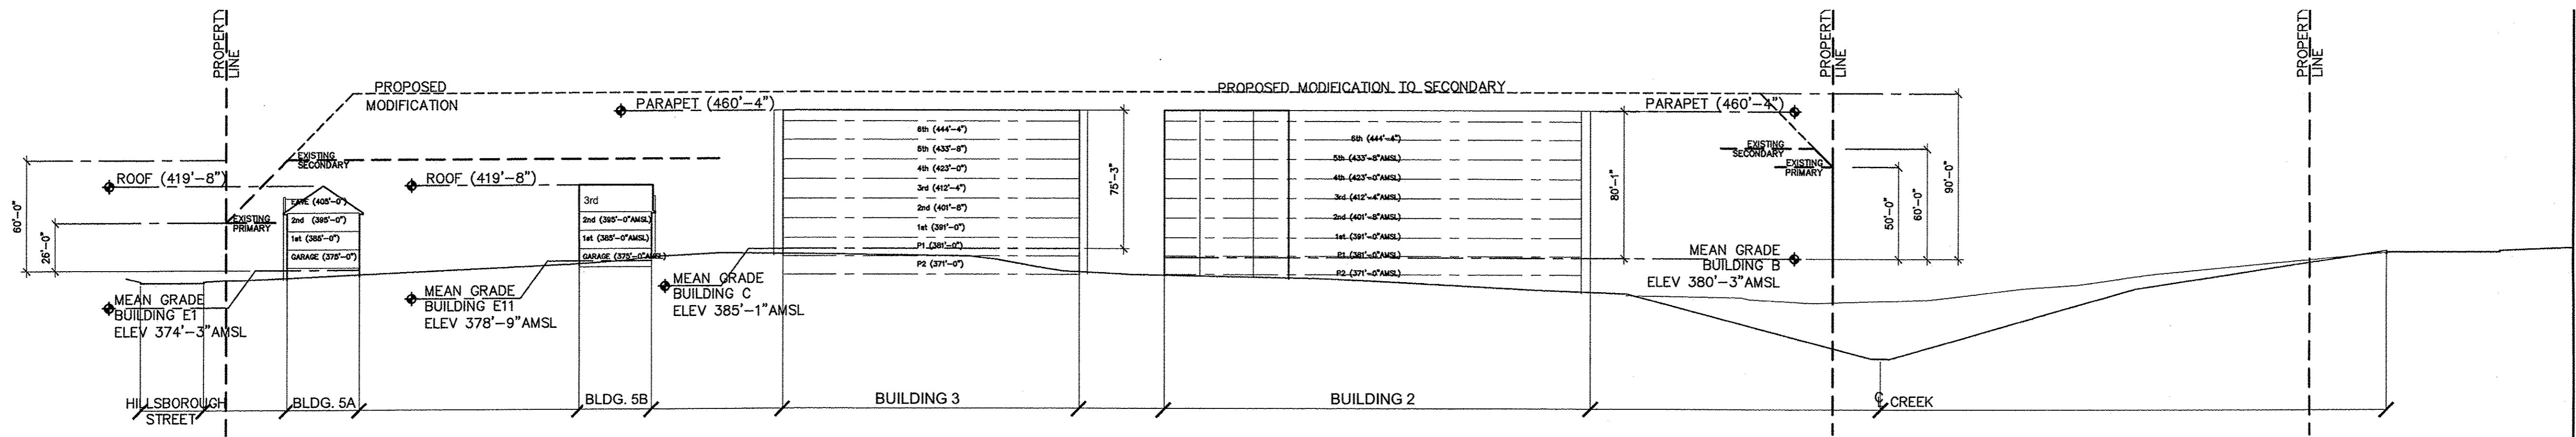 PROPERTY
LINE
PROPERTY
LINE
PROPERTY
LINE
PROPOSED
MODIFICATION
PROPOSED MODIFICATION TO SECONDARY
PARAPET (460'-4")
PARAPET (460'-4")
EXISTING
SECONDARY
EXISTING
PRIMARY
ROOF (419'-8")
ROOF (419'-8")
60'-0"
26'-0"
EAVE (405'-0")
2nd (395'-0")
1st (385'-0")
GARAGE (375'-0")
3rd
2nd (395'-0"AMSL)
1st (385'-0"AMSL)
GARAGE (375'-0"AMSL)
6th (444'-4")
5th (433'-8")
4th (423'-0")
3rd (412'-4")
2nd (401'-8")
1st (391'-0")
P1 (381'-0")
P2 (371'-0")
75'-3"
6th (444'-4")
5th (433'-8"AMSL)
4th (423'-0"AMSL)
3rd (412'-4"AMSL)
2nd (401'-8"AMSL)
1st (391'-0"AMSL)
P1 (381'-0"AMSL)
P2 (371'-0"AMSL)
80'-1"
EXISTING
SECONDARY
EXISTING
PRIMARY
50'-0"
60'-0"
90'-0"
MEAN GRADE
BUILDING E1
ELEV 374'-3"AMSL
MEAN GRADE
BUILDING E11
ELEV 378'-9"AMSL
MEAN GRADE
BUILDING C
ELEV 385'-1"AMSL
MEAN GRADE
BUILDING B
ELEV 380'-3"AMSL
HILLSBOROUGH
STREET
BLDG. 5A
BLDG. 5B
BUILDING 3
BUILDING 2
℄ CREEK